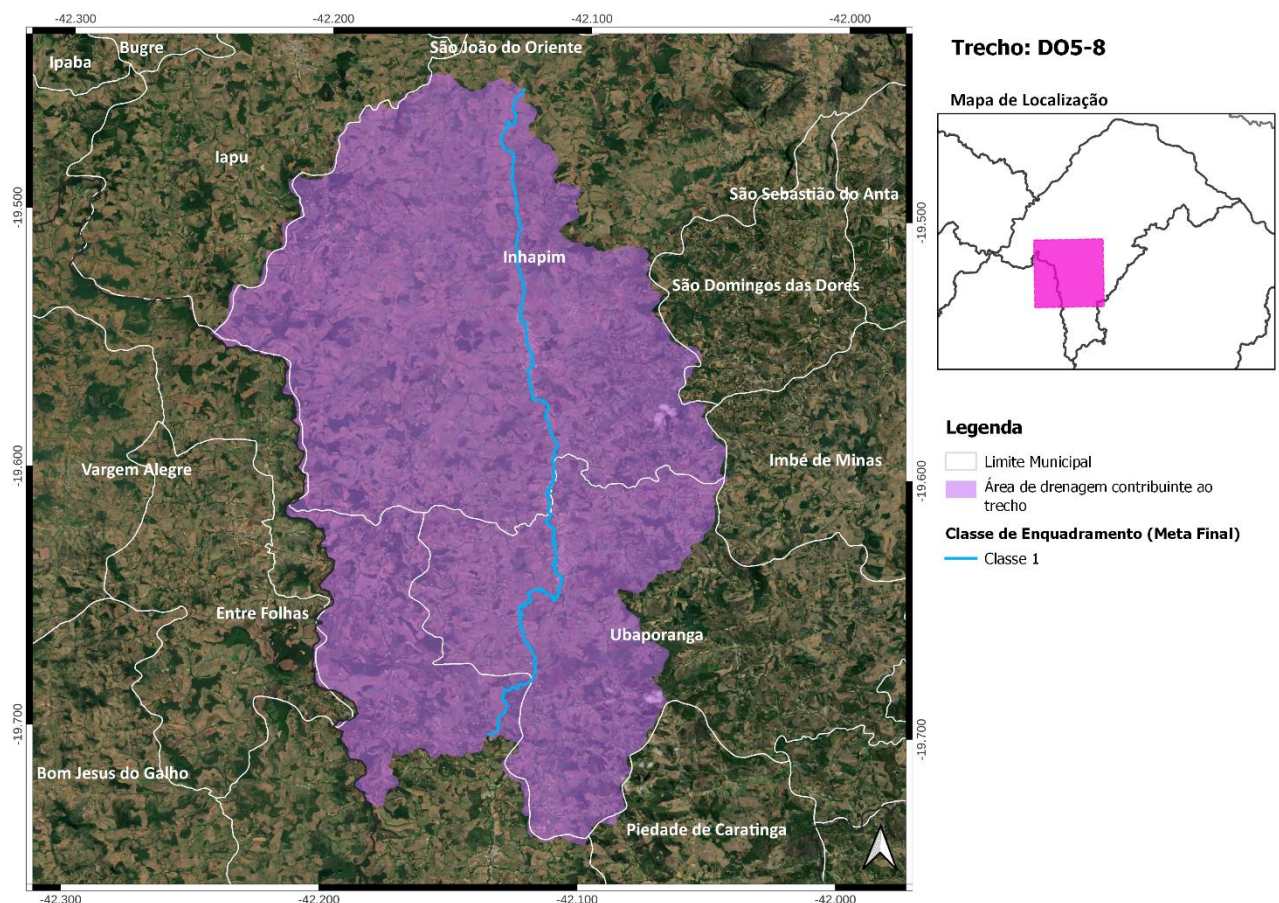 -42.300
-42.200
-42.100
-42.000
Bugre
São João do Oriente
Ipaba
Iapu
-19.500
-19.500
São Sebastião do Anta
Inhapim
São Domingos das Dores
Vargem Alegre
-19.600
-19.600
Imbé de Minas
Entre Folhas
Ubaporanga
-19.700
-19.700
Bom Jesus do Galho
Piedade de Caratinga
-42.300
-42.200
-42.100
-42.000
Trecho: DO5-8
Mapa de Localização
Legenda
Limite Municipal
Área de drenagem contribuinte ao
trecho
Classe de Enquadramento (Meta Final)
Classe 1